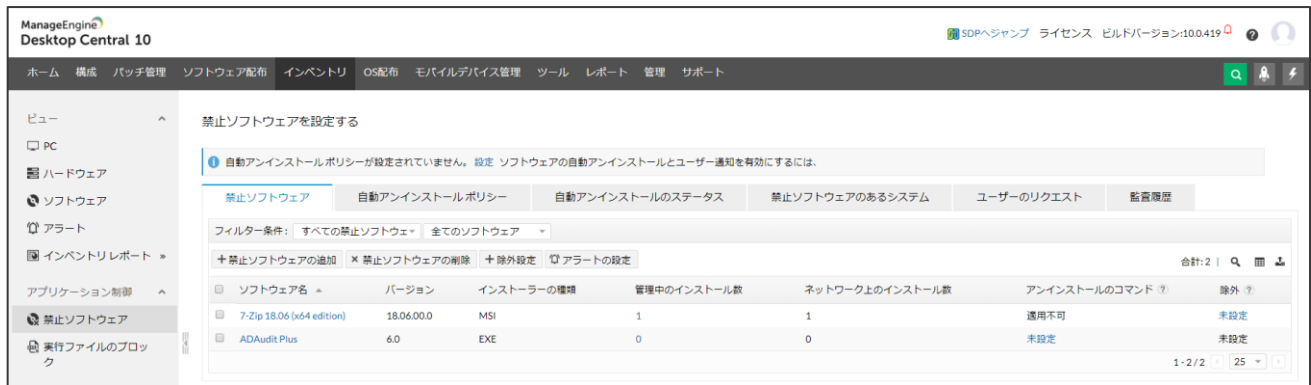 ManageEngine
Desktop Central 10
SDPへジャンプ ライセンス ビルドバージョン:10.0.419
ホーム 構成 パッチ管理 ソフトウェア配布 インベントリ OS配布 モバイルデバイス管理 ツール レポート 管理 サポート
ビュー
PC
ハードウェア
ソフトウェア
アラート
インベントリレポート »
アプリケーション制御
禁止ソフトウェア
実行ファイルのブロッ
ク
禁止ソフトウェアを設定する
自動アンインストールポリシーが設定されていません。 設定 ソフトウェアの自動アンインストールとユーザー通知を有効にするには、
禁止ソフトウェア 自動アンインストールポリシー 自動アンインストールのステータス 禁止ソフトウェアのあるシステム ユーザーのリクエスト 監査履歴
フィルター条件: すべての禁止ソフトウェ 全てのソフトウェア
+禁止ソフトウェアの追加 ×禁止ソフトウェアの削除 +除外設定 アラートの設定 合計:2
ソフトウェア名 バージョン インストーラーの種類 管理中のインストール数 ネットワーク上のインストール数 アンインストールのコマンド ? 除外 ?
7-Zip 18.06 (x64 edition) 18.06.00.0 MSI 1 1 適用不可 未設定
ADAudit Plus 6.0 EXE 0 0 未設定 未設定
1 - 2 / 2 25